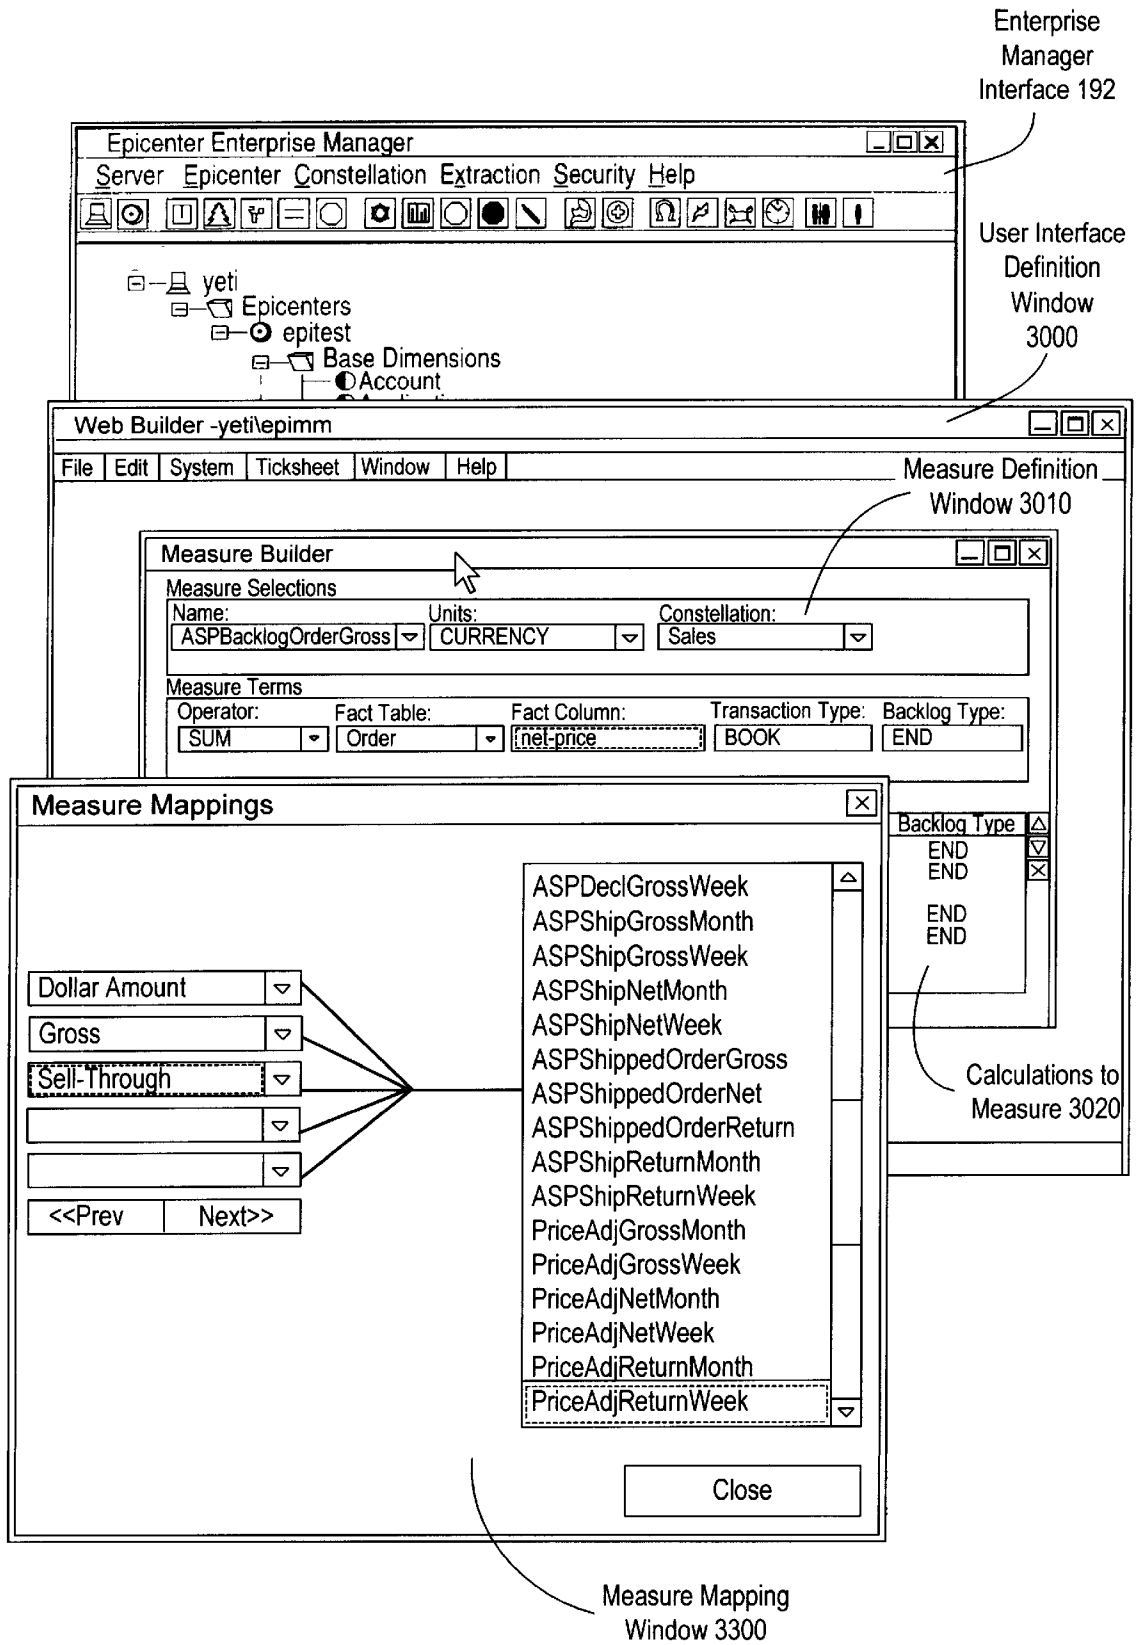 Enterprise
Manager
Interface 192
Epicenter Enterprise Manager
Server Epicenter Constellation Extraction Security Help
User Interface
Definition
Window
3000
yeti
Epicenters
epitest
Base Dimensions
Account
Web Builder -yeti\epimm
File Edit System Ticksheet Window Help
Measure Definition
Window 3010
Measure Builder
Measure Selections
Name: Units: Constellation:
ASPBacklogOrderGross CURRENCY Sales
Measure Terms
Operator: Fact Table: Fact Column: Transaction Type: Backlog Type:
SUM Order net-price BOOK END
Measure Mappings
Backlog Type
END
END
END
END
ASPDeclGrossWeek
ASPShipGrossMonth
ASPShipGrossWeek
ASPShipNetMonth
ASPShipNetWeek
ASPShippedOrderGross
ASPShippedOrderNet
ASPShippedOrderReturn
ASPShipReturnMonth
ASPShipReturnWeek
PriceAdjGrossMonth
PriceAdjGrossWeek
PriceAdjNetMonth
PriceAdjNetWeek
PriceAdjReturnMonth
PriceAdjReturnWeek
Dollar Amount
Gross
Sell-Through
<<Prev Next>>
Calculations to
Measure 3020
Close
Measure Mapping
Window 3300